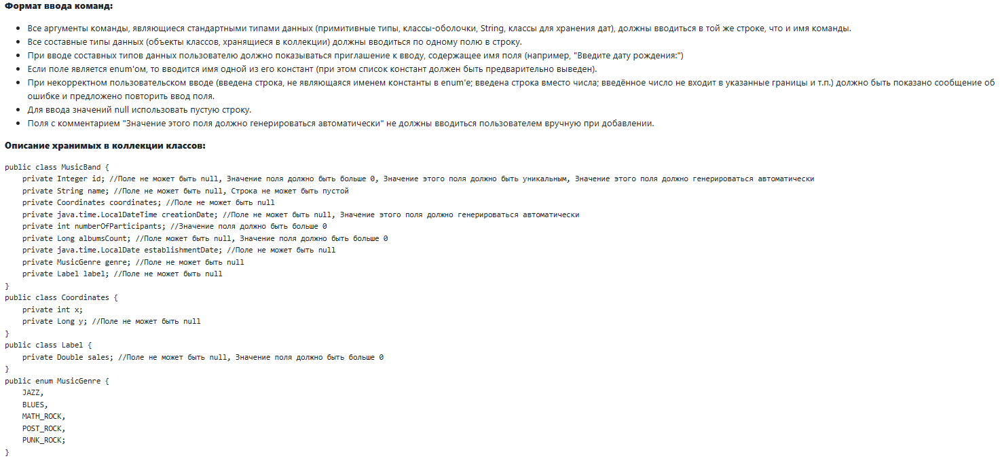 Формат ввода команд:
Все аргументы команды, являющиеся стандартными типами данных (примитивные типы, классы-оболочки, String, классы для хранения дат), должны вводиться в той же строке, что и имя команды.
Все составные типы данных (объекты классов, хранящиеся в коллекции) должны вводиться по одному полю в строку.
При вводе составных типов данных пользователю должно показываться приглашение к вводу, содержащее имя поля (например, "Введите дату рождения:")
Если поле является enum'ом, то вводится имя одной из его констант (при этом список констант должен быть предварительно выведен).
При некорректном пользовательском вводе (введена строка, не являющаяся именем константы в enum'е; введена строка вместо числа; введённое число не входит в указанные границы и т.п.) должно быть показано сообщение об
ошибке и предложено повторить ввод поля.
Для ввода значений null использовать пустую строку.
Поля с комментарием "Значение этого поля должно генерироваться автоматически" не должны вводиться пользователем вручную при добавлении.
Описание хранимых в коллекции классов:
public class MusicBand {
private Integer id; //Поле не может быть null, Значение поля должно быть больше 0, Значение этого поля должно быть уникальным, Значение этого поля должно генерироваться автоматически
private String name; //Поле не может быть null, Строка не может быть пустой
private Coordinates coordinates; //Поле не может быть null
private java.time.LocalDateTime creationDate; //Поле не может быть null, Значение этого поля должно генерироваться автоматически
private int numberOfParticipants; //Значение поля должно быть больше 0
private Long albumsCount; //Поле может быть null, Значение поля должно быть больше 0
private java.time.LocalDate establishmentDate; //Поле не может быть null
private MusicGenre genre; //Поле не может быть null
private Label label; //Поле не может быть null
}
public class Coordinates {
private int x;
private Long y; //Поле не может быть null
}
public class Label {
private Double sales; //Поле не может быть null, Значение поля должно быть больше 0
}
public enum MusicGenre {
JAZZ,
BLUES,
MATH_ROCK,
POST_ROCK,
PUNK_ROCK;
}